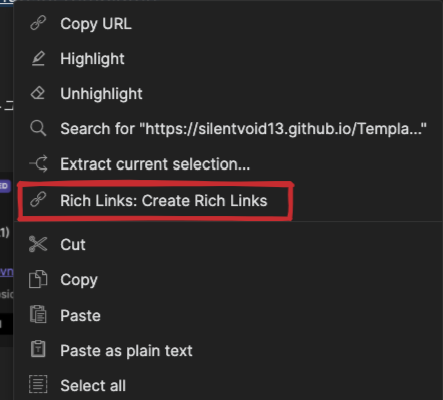 Copy URL
Highlight
Unhighlight
Search for "https://silentvoid13.github.io/Templa..."
Extract current selection...
Rich Links: Create Rich Links
Cut
Copy
Paste
Paste as plain text
Select all